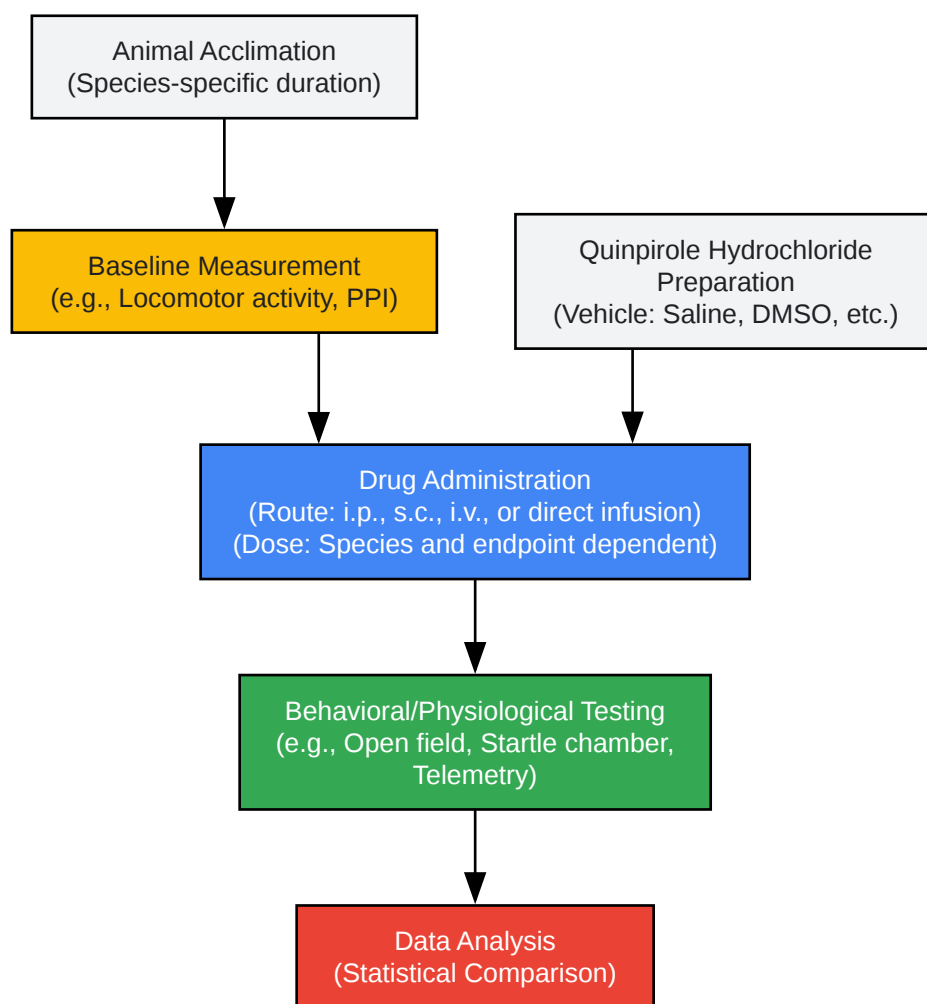 Animal Acclimation
(Species-specific duration)
Baseline Measurement
(e.g., Locomotor activity, PPI)
Quinpirole Hydrochloride
Preparation
(Vehicle: Saline, DMSO, etc.)
Drug Administration
(Route: i.p., s.c., i.v., or direct infusion)
(Dose: Species and endpoint dependent)
Behavioral/Physiological Testing
(e.g., Open field, Startle chamber,
Telemetry)
Data Analysis
(Statistical Comparison)